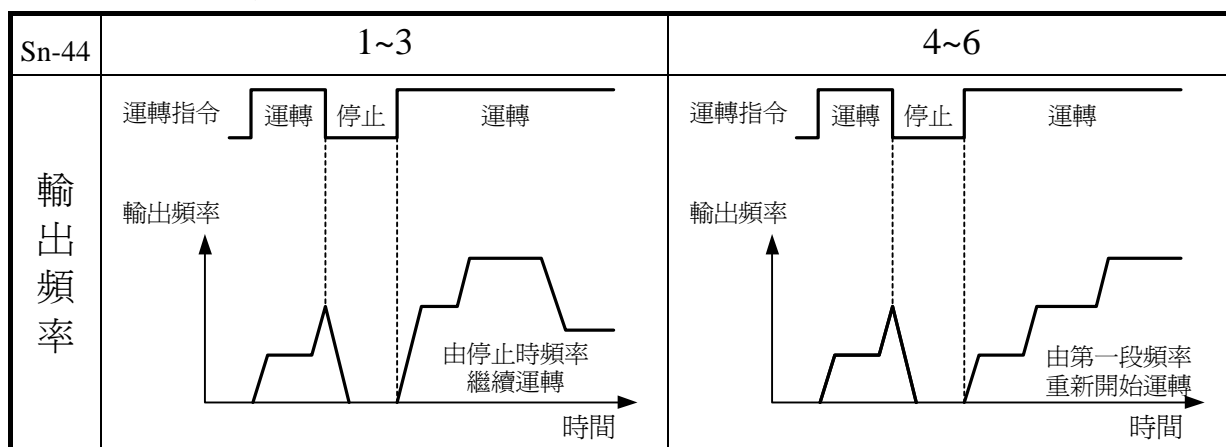 Sn-44
1~3
4~6
輸出頻率
運轉指令
運轉
停止
運轉
輸出頻率
由停止時頻率
繼續運轉
時間
運轉指令
運轉
停止
運轉
輸出頻率
由第一段頻率
重新開始運轉
時間